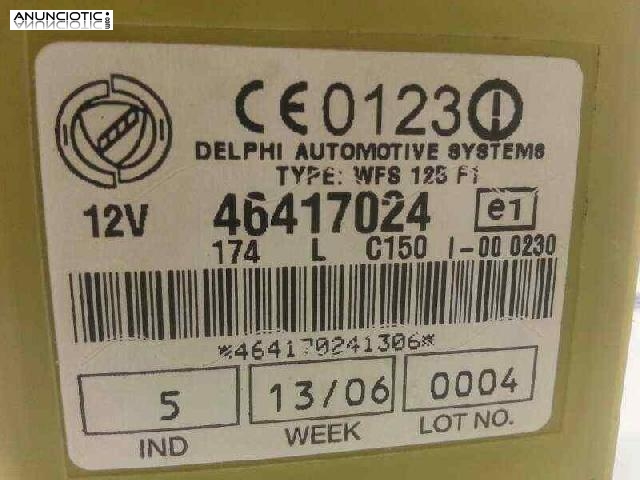 ANUNCIOTIC.es
CE0123
DELPHI AUTOMOTIVE SYSTEMS
TYPE: WFS 125 F1
12V 46417024 e1
174 L C150 I-00 0230
*464170241306*
5 13/06 0004
IND WEEK LOT NO.